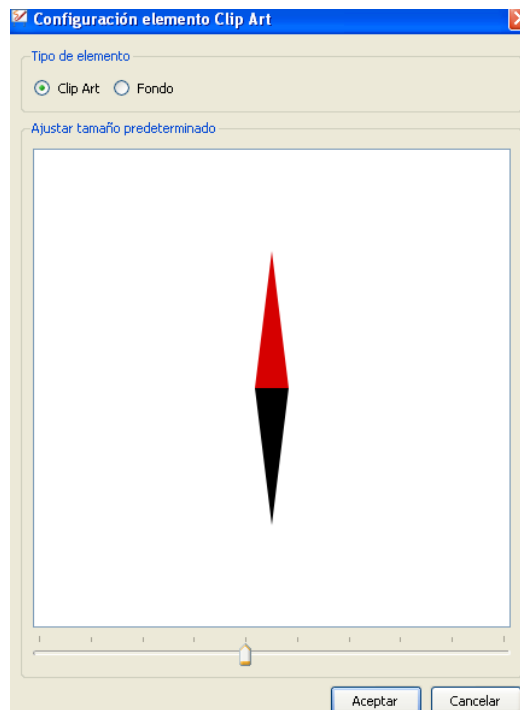 Configuración elemento Clip Art
Tipo de elemento
Clip Art Fondo
Ajustar tamaño predeterminado
Aceptar Cancelar